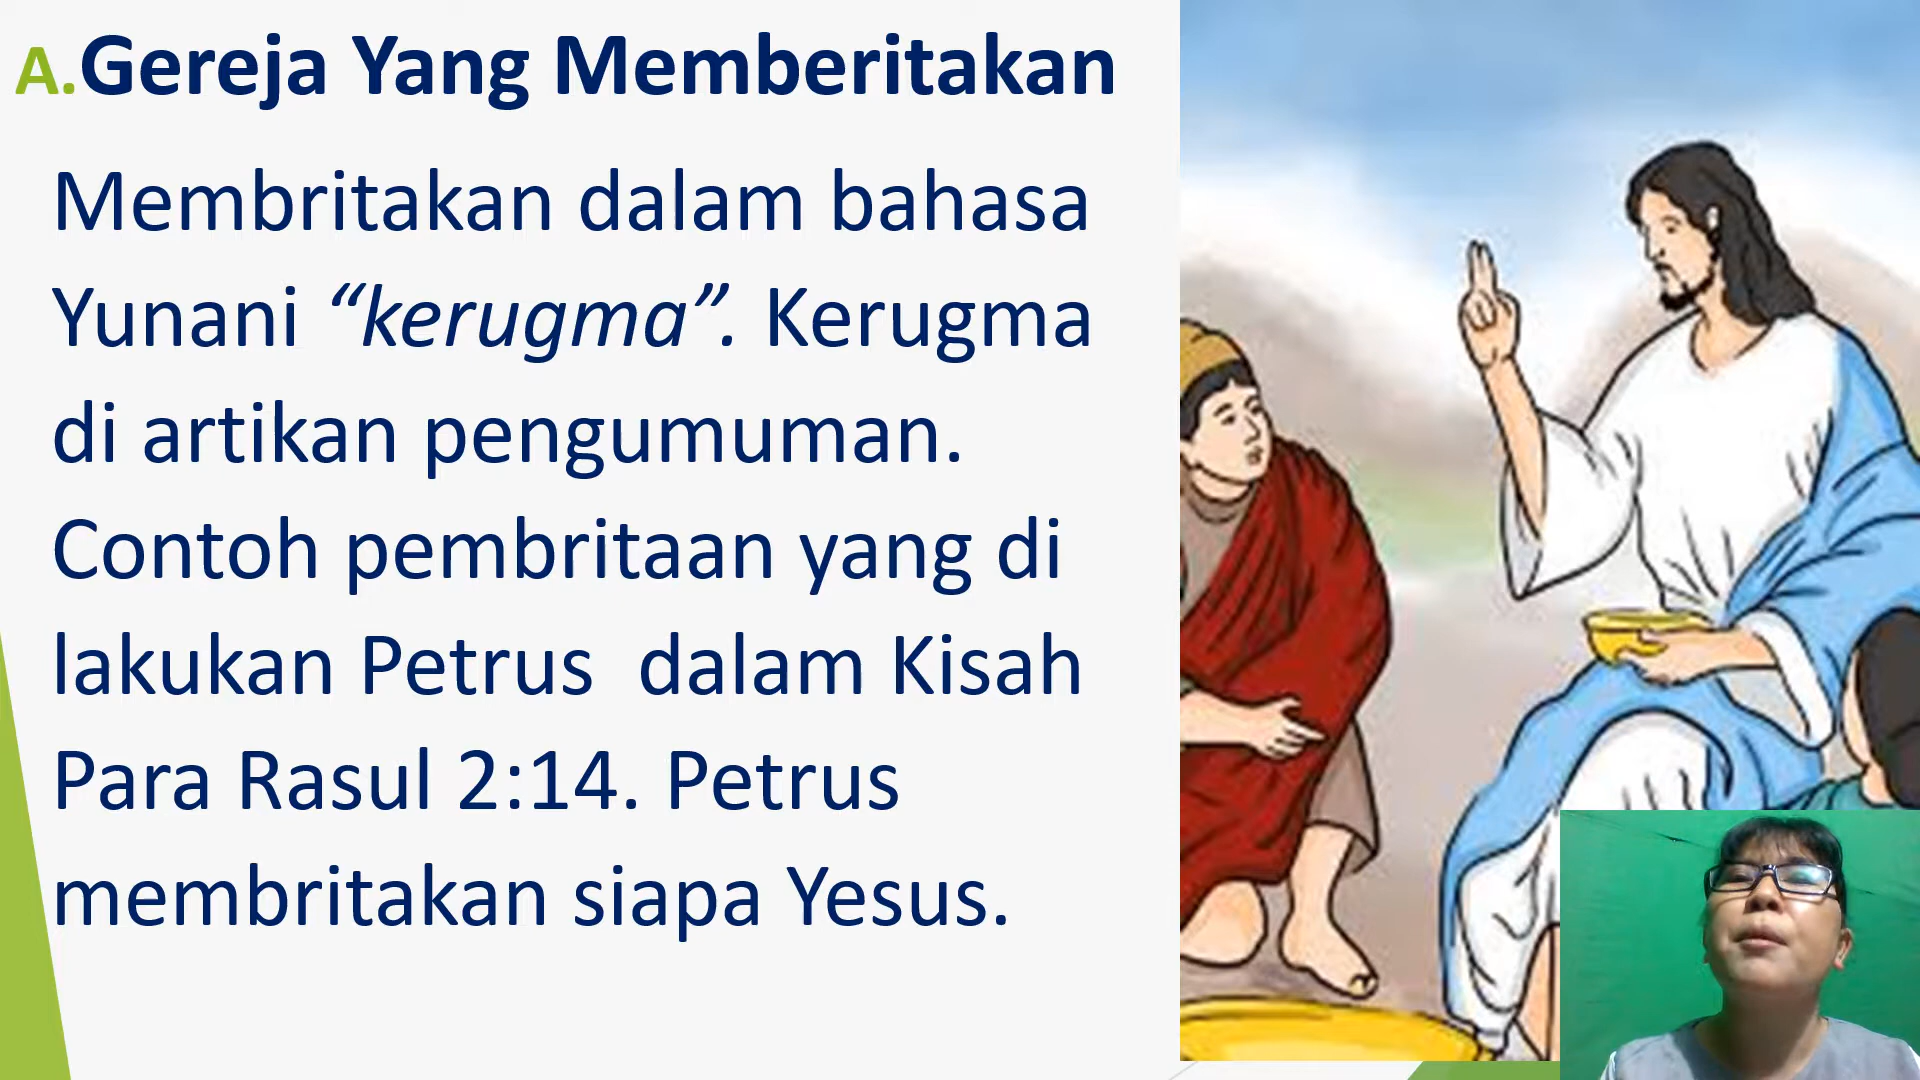 A.Gereja Yang Memberitakan
Membritakan dalam bahasa
Yunani “kerugma”. Kerugma
di artikan pengumuman.
Contoh pembritaan yang di
lakukan Petrus  dalam Kisah
Para Rasul 2:14. Petrus
membritakan siapa Yesus.